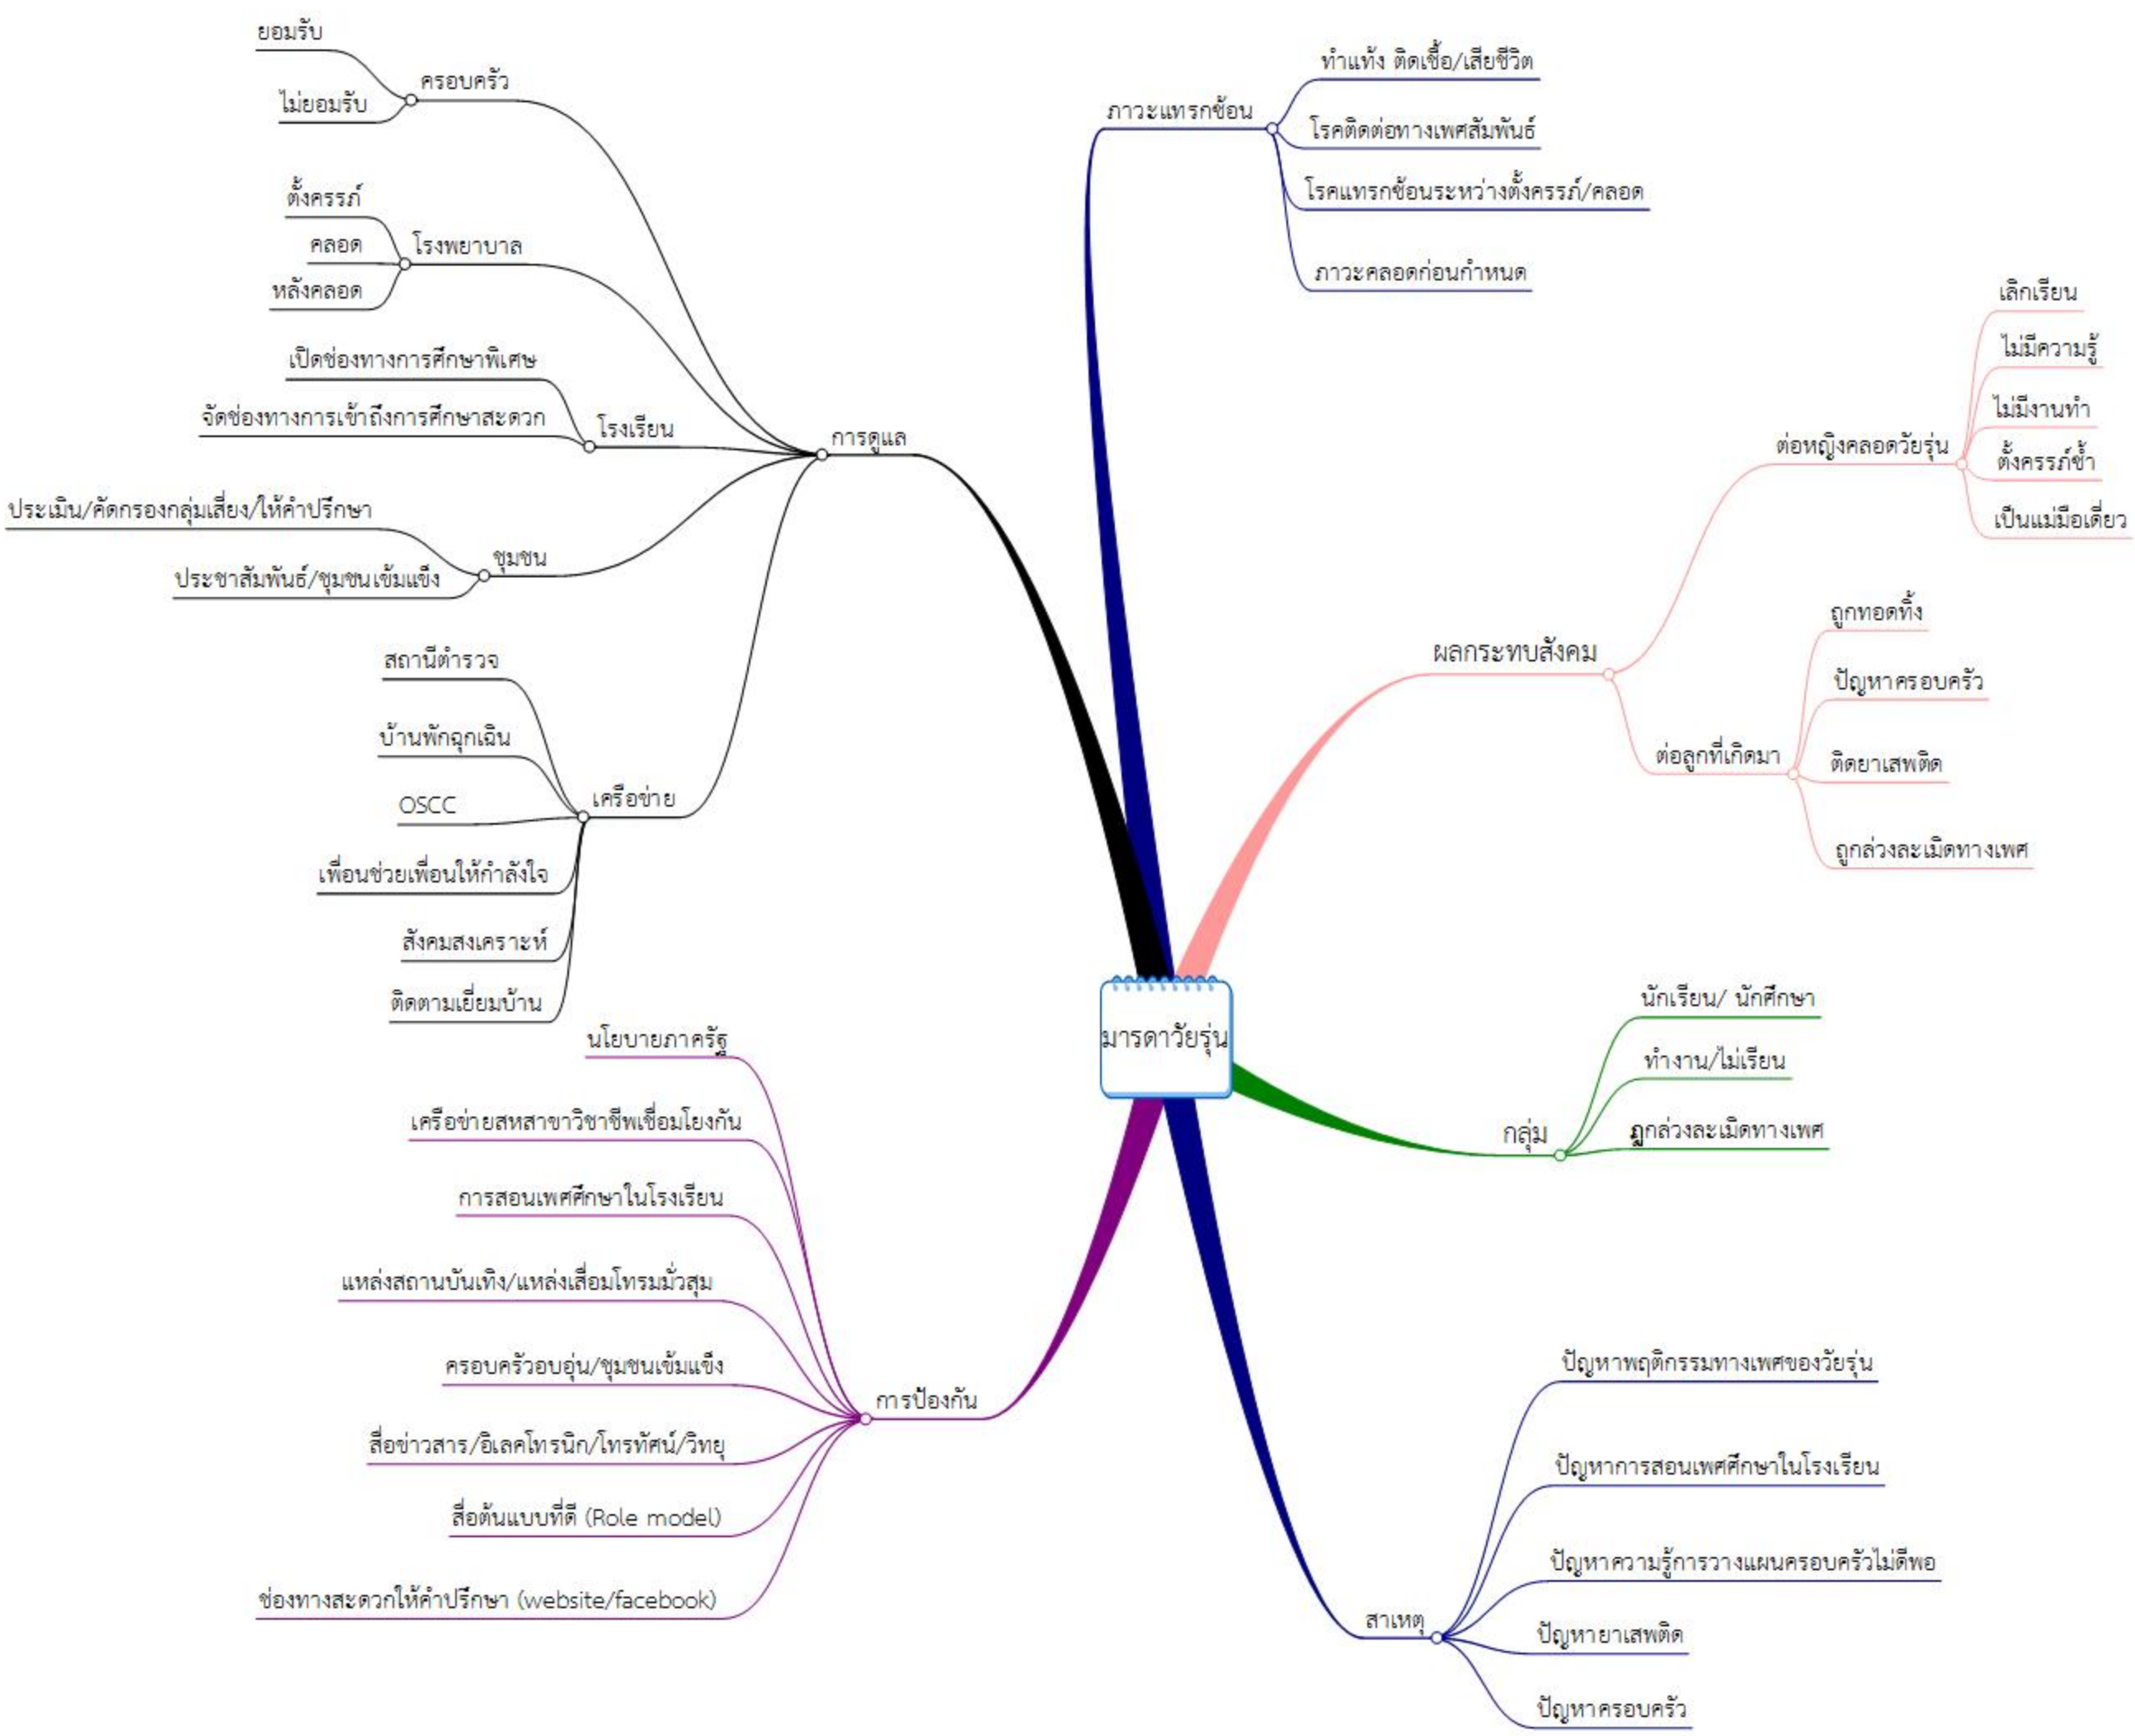 ยอมรับ
ครอบครัว
ไม่ยอมรับ
ตั้งครรภ์
คลอด
โรงพยาบาล
หลังคลอด
เปิดช่องทางการศึกษาพิเศษ
จัดช่องทางการเข้าถึงการศึกษาสะดวก
โรงเรียน
การดูแล
ประเมิน/คัดกรองกลุ่มเสี่ยง/ให้คำปรึกษา
ชุมชน
ประชาสัมพันธ์/ชุมชนเข้มแข็ง
สถานีตำรวจ
บ้านพักฉุกเฉิน
OSCC
เครือข่าย
เพื่อนช่วยเพื่อนให้กำลังใจ
สังคมสงเคราะห์
ติดตามเยี่ยมบ้าน
ภาวะแทรกซ้อน
ทำแท้ง ติดเชื้อ/เสียชีวิต
โรคติดต่อทางเพศสัมพันธ์
โรคแทรกซ้อนระหว่างตั้งครรภ์/คลอด
ภาวะคลอดก่อนกำหนด
ผลกระทบสังคม
ต่อหญิงคลอดวัยรุ่น
เลิกเรียน
ไม่มีความรู้
ไม่มีงานทำ
ตั้งครรภ์ซ้ำ
เป็นแม่มือเดี่ยว
ต่อลูกที่เกิดมา
ถูกทอดทิ้ง
ปัญหาครอบครัว
ติดยาเสพติด
ถูกล่วงละเมิดทางเพศ
มารดาวัยรุ่น
กลุ่ม
นักเรียน/ นักศึกษา
ทำงาน/ไม่เรียน
ฏูกล่วงละเมิดทางเพศ
นโยบายภาครัฐ
เครือข่ายสหสาขาวิชาชีพเชื่อมโยงกัน
การสอนเพศศึกษาในโรงเรียน
แหล่งสถานบันเทิง/แหล่งเสื่อมโทรมมั่วสุม
ครอบครัวอบอุ่น/ชุมชนเข้มแข็ง
การป้องกัน
สื่อข่าวสาร/อิเลคโทรนิก/โทรทัศน์/วิทยุ
สื่อต้นแบบที่ดี (Role model)
ช่องทางสะดวกให้คำปรึกษา (website/facebook)
สาเหตุ
ปัญหาพฤติกรรมทางเพศของวัยรุ่น
ปัญหาการสอนเพศศึกษาในโรงเรียน
ปัญหาความรู้การวางแผนครอบครัวไม่ดีพอ
ปัญหายาเสพติด
ปัญหาครอบครัว